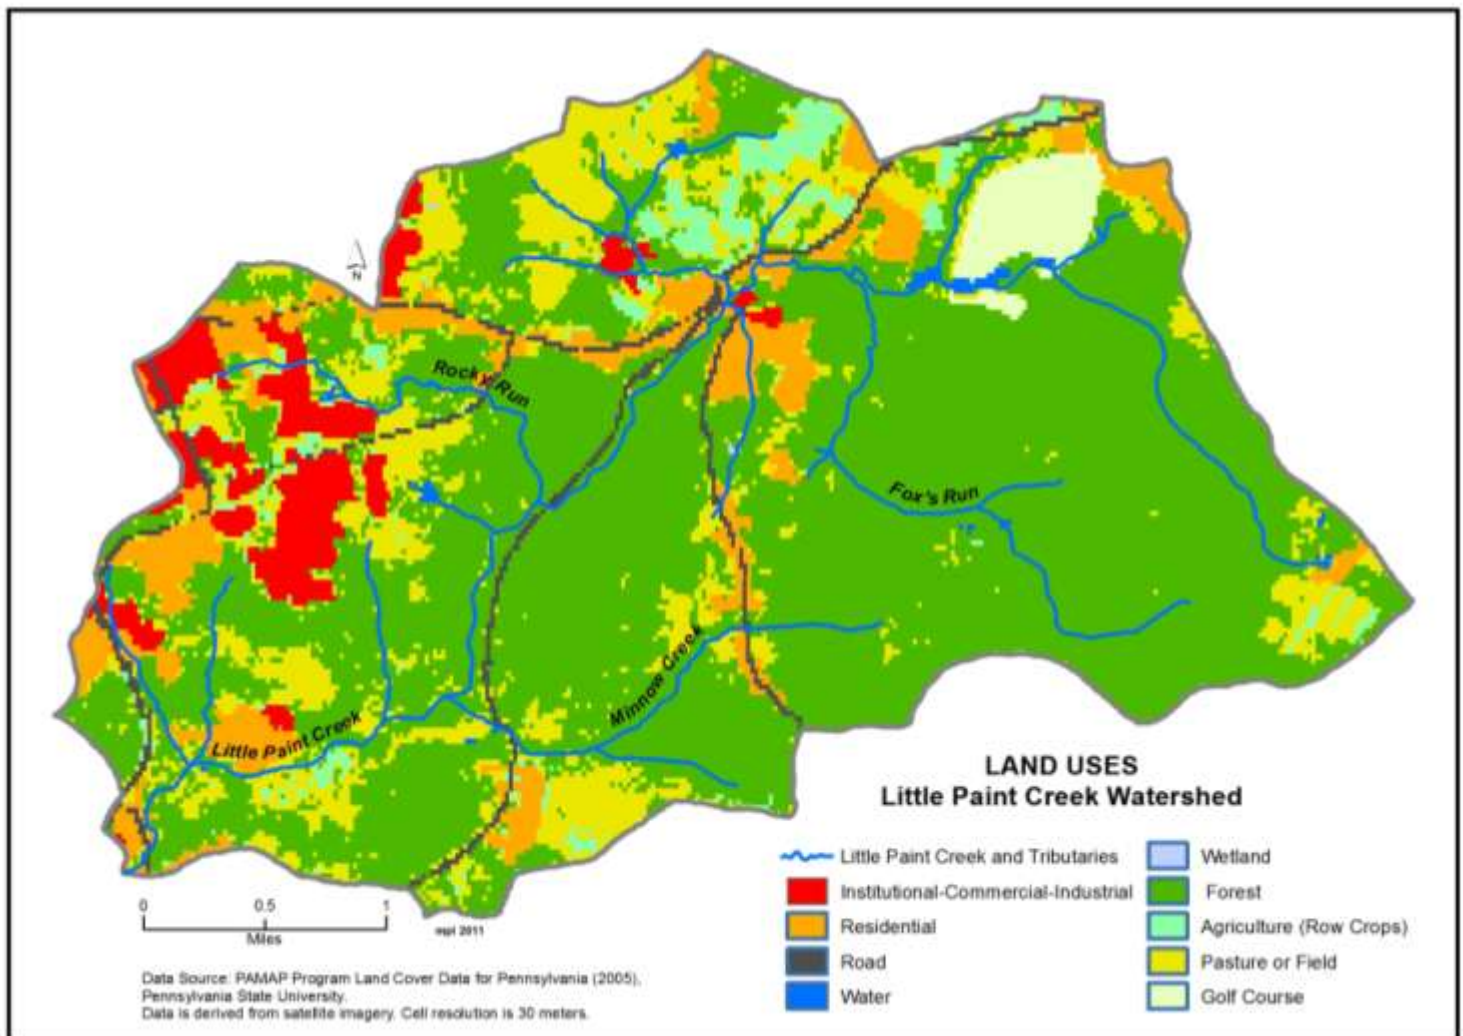 N
Rocky Run
Fox's Run
Minnow Creek
Little Paint Creek
LAND USES
Little Paint Creek Watershed
Little Paint Creek and Tributaries
Institutional-Commercial-Industrial
Residential
Road
Water
Wetland
Forest
Agriculture (Row Crops)
Pasture or Field
Golf Course
0 0.5 1
Miles
mpl 2011
Data Source: PAMAP Program Land Cover Data for Pennsylvania (2005),
Pennsylvania State University.
Data is derived from satellite imagery. Cell resolution is 30 meters.